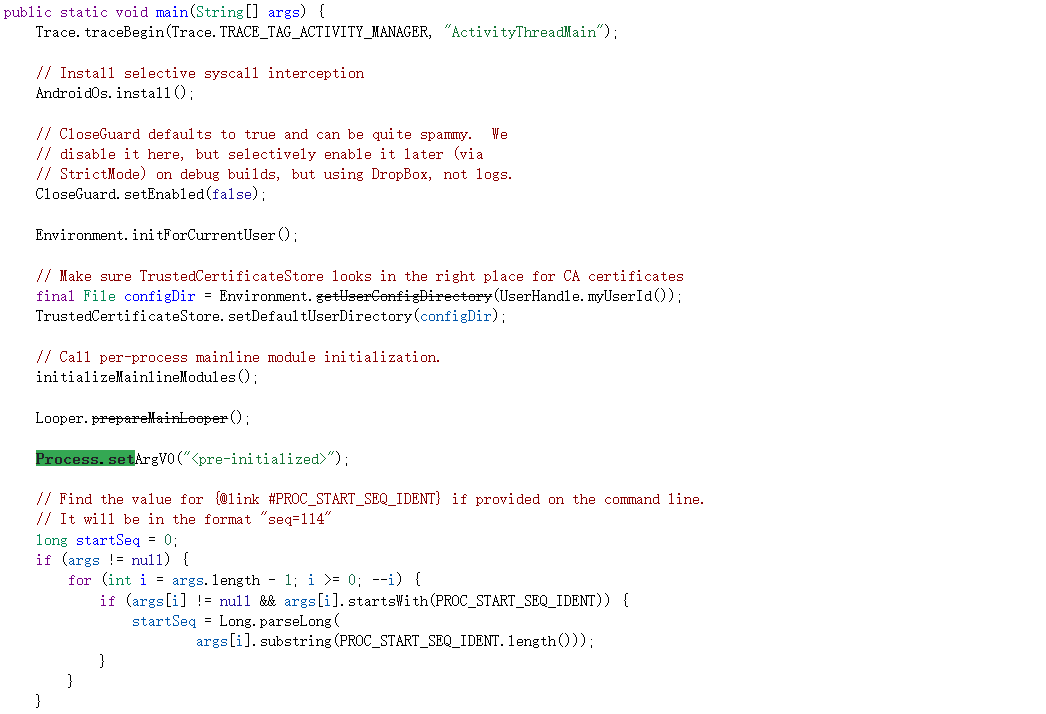 public static void main(String[] args) {
    Trace.traceBegin(Trace.TRACE_TAG_ACTIVITY_MANAGER, "ActivityThreadMain");

    // Install selective syscall interception
    AndroidOs.install();

    // CloseGuard defaults to true and can be quite spammy.  We
    // disable it here, but selectively enable it later (via
    // StrictMode) on debug builds, but using DropBox, not logs.
    CloseGuard.setEnabled(false);

    Environment.initForCurrentUser();

    // Make sure TrustedCertificateStore looks in the right place for CA certificates
    final File configDir = Environment.getUserConfigDirectory(UserHandle.myUserId());
    TrustedCertificateStore.setDefaultUserDirectory(configDir);

    // Call per-process mainline module initialization.
    initializeMainlineModules();

    Looper.prepareMainLooper();

    Process.setArgV0("<pre-initialized>");

    // Find the value for {@link #PROC_START_SEQ_IDENT} if provided on the command line.
    // It will be in the format "seq=114"
    long startSeq = 0;
    if (args != null) {
        for (int i = args.length - 1; i >= 0; --i) {
            if (args[i] != null && args[i].startsWith(PROC_START_SEQ_IDENT)) {
                startSeq = Long.parseLong(
                        args[i].substring(PROC_START_SEQ_IDENT.length()));
            }
        }
    }